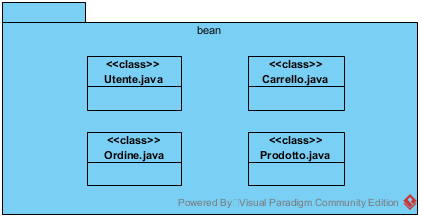 bean
<<class>>
Utente.java
<<class>>
Carrello.java
<<class>>
Ordine.java
<<class>>
Prodotto.java
Powered By Visual Paradigm Community Edition